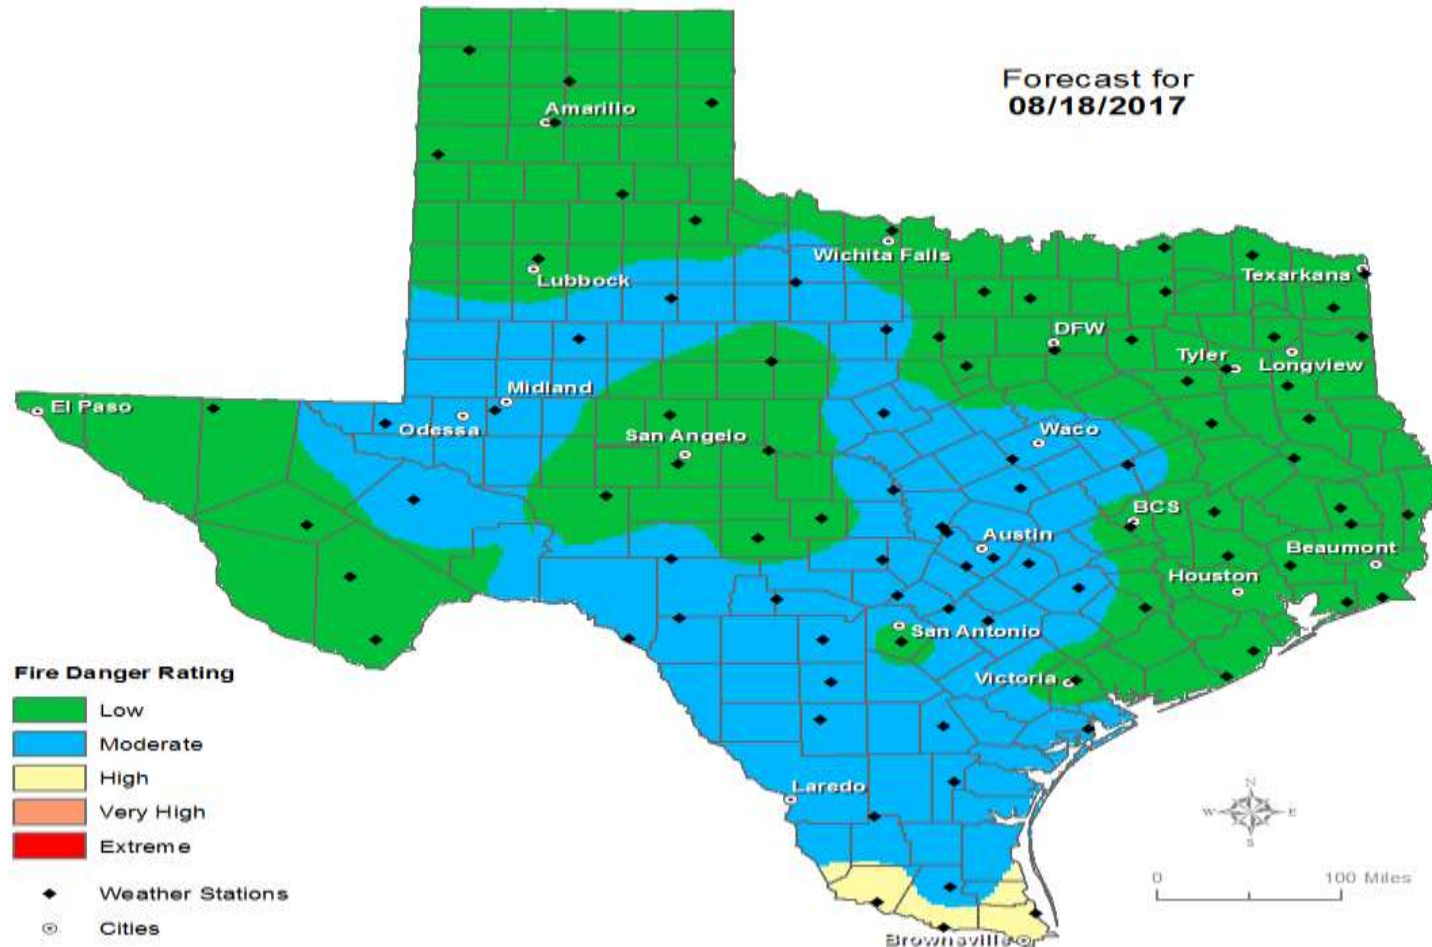 Forecast for
08/18/2017
Amarillo
Wichita Falls
Lubbock
Texarkana
DFW
Tyler
Longview
Midland
El Paso
Odessa
San Angelo
Waco
BCS
Austin
Beaumont
Houston
San Antonio
Victoria
Laredo
Brownsville
Fire Danger Rating
Low
Moderate
High
Very High
Extreme
Weather Stations
Cities
N
W E
S
0 100 Miles